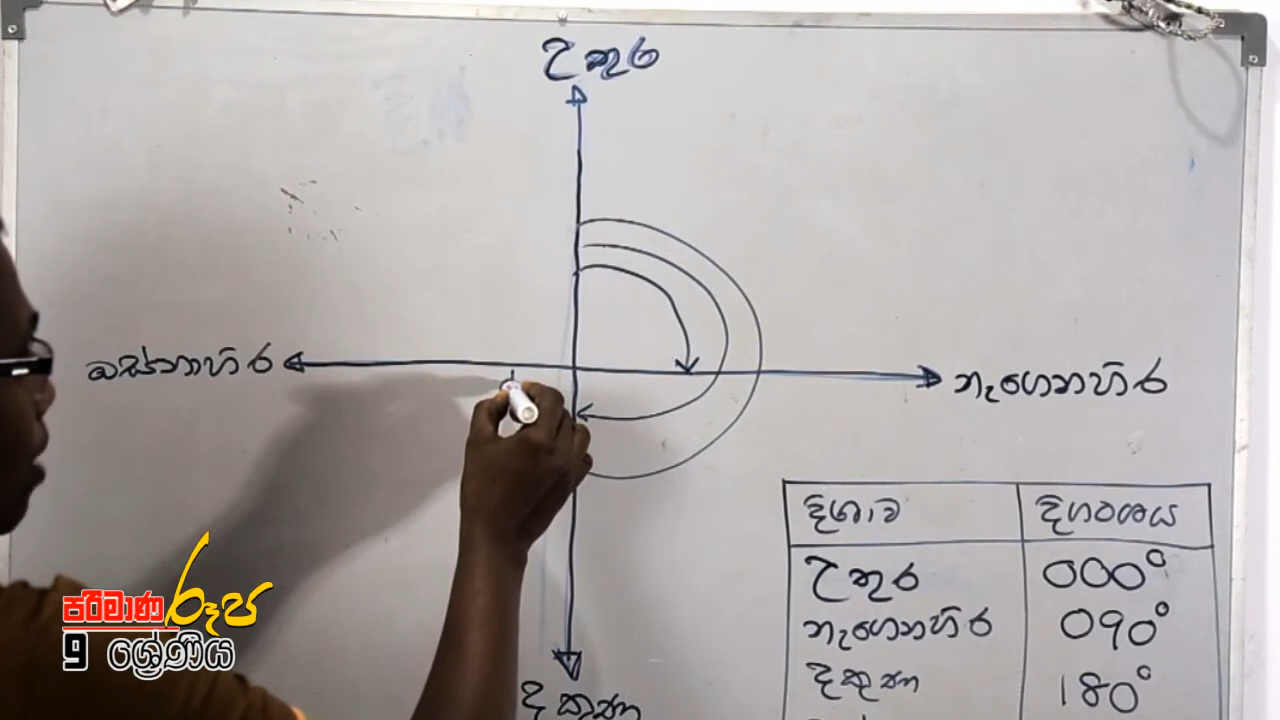 උතුර
බස්නාහිර
නැගෙනහිර
දිශාව දිගංශය
උතුර 000°
නැගෙනහිර 090°
දකුණ 180°
දකුණ
පරිමාණ රූප
9 ශ්‍රේණිය